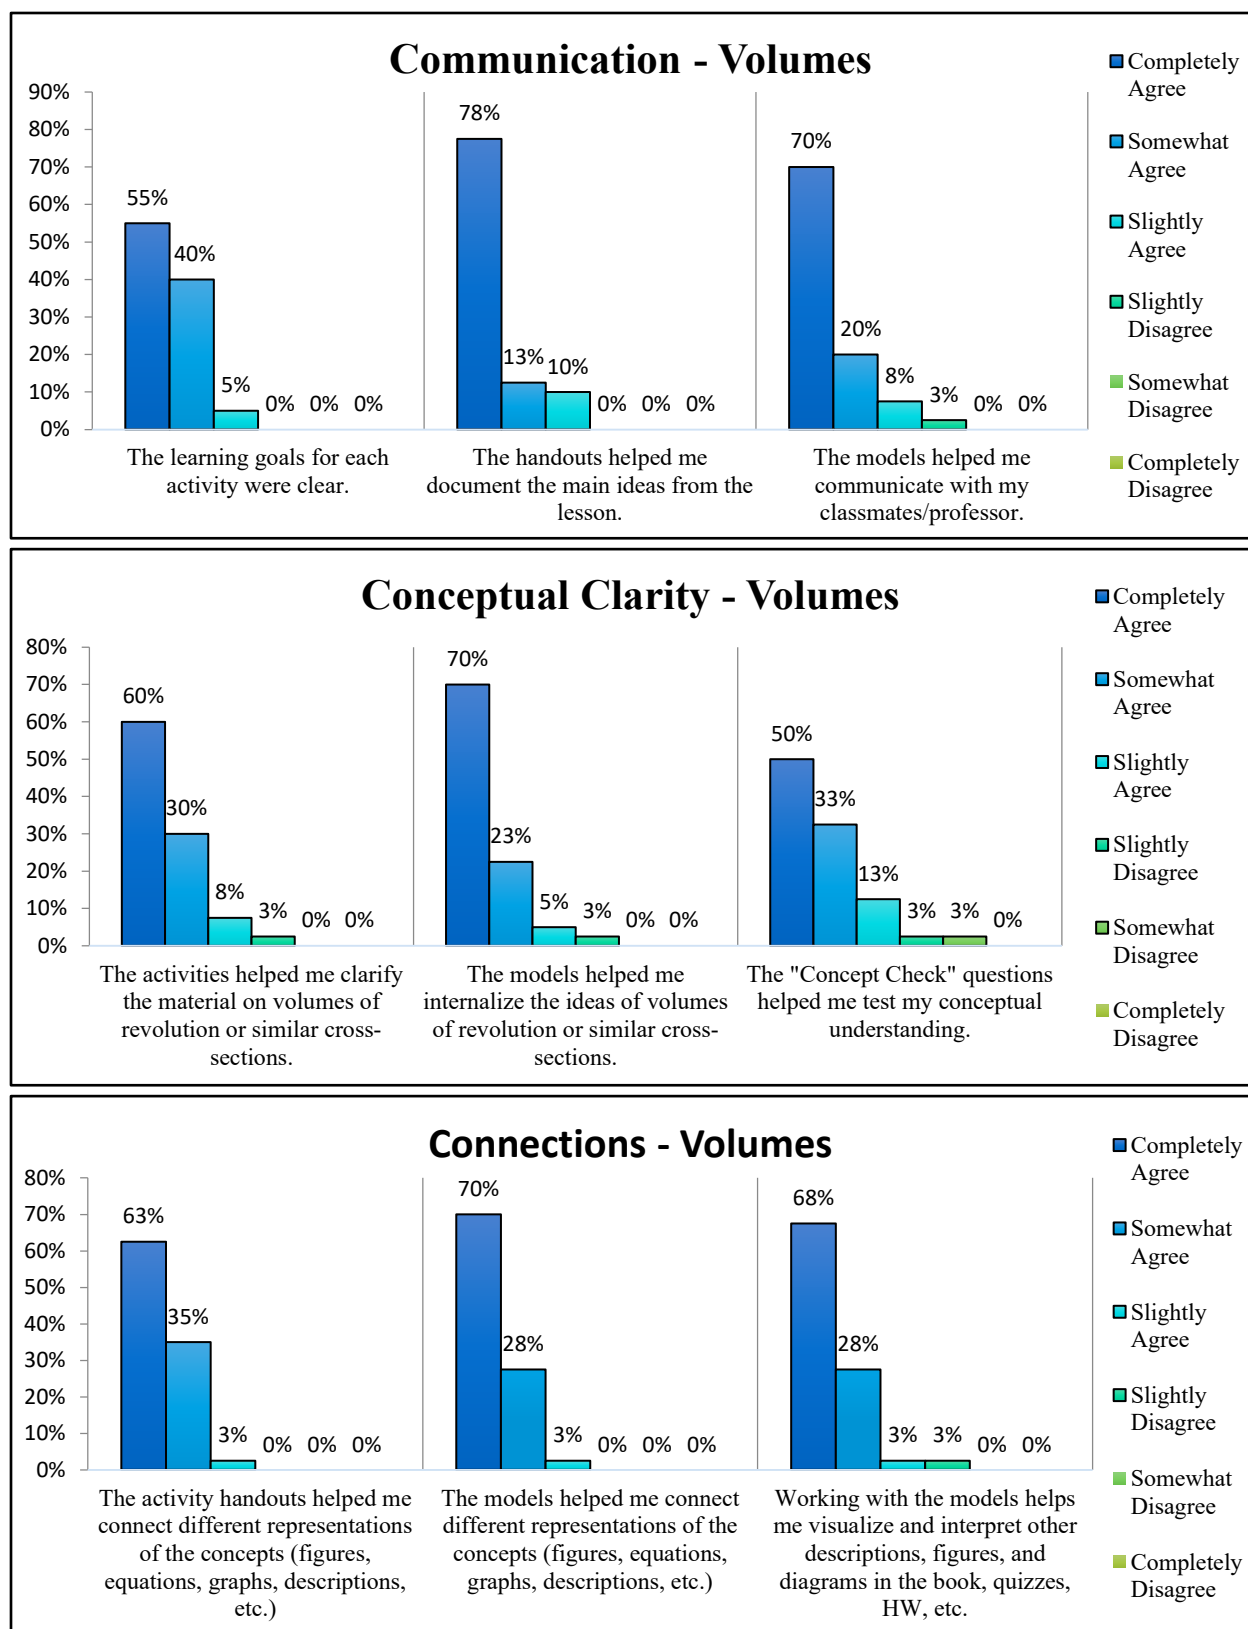 Communication - Volumes
90%
80%
70%
60%
50%
40%
30%
20%
10%
0%
55%
40%
5%
0%
0%
0%
78%
13%
10%
0%
0%
0%
70%
20%
8%
3%
0%
0%
The learning goals for each
activity were clear.
The handouts helped me
document the main ideas from the
lesson.
The models helped me
communicate with my
classmates/professor.
Completely
Agree
Somewhat
Agree
Slightly
Agree
Slightly
Disagree
Somewhat
Disagree
Completely
Disagree
Conceptual Clarity - Volumes
80%
70%
60%
50%
40%
30%
20%
10%
0%
60%
30%
8%
3%
0%
0%
70%
23%
5%
3%
0%
0%
50%
33%
13%
3%
3%
0%
The activities helped me clarify
the material on volumes of
revolution or similar cross-
sections.
The models helped me
internalize the ideas of volumes
of revolution or similar cross-
sections.
The "Concept Check" questions
helped me test my conceptual
understanding.
Completely
Agree
Somewhat
Agree
Slightly
Agree
Slightly
Disagree
Somewhat
Disagree
Completely
Disagree
Connections - Volumes
80%
70%
60%
50%
40%
30%
20%
10%
0%
63%
35%
3%
0%
0%
0%
70%
28%
3%
0%
0%
0%
68%
28%
3%
3%
0%
0%
The activity handouts helped me
connect different representations
of the concepts (figures,
equations, graphs, descriptions,
etc.)
The models helped me connect
different representations of the
concepts (figures, equations,
graphs, descriptions, etc.)
Working with the models helps
me visualize and interpret other
descriptions, figures, and
diagrams in the book, quizzes,
HW, etc.
Completely
Agree
Somewhat
Agree
Slightly
Agree
Slightly
Disagree
Somewhat
Disagree
Completely
Disagree